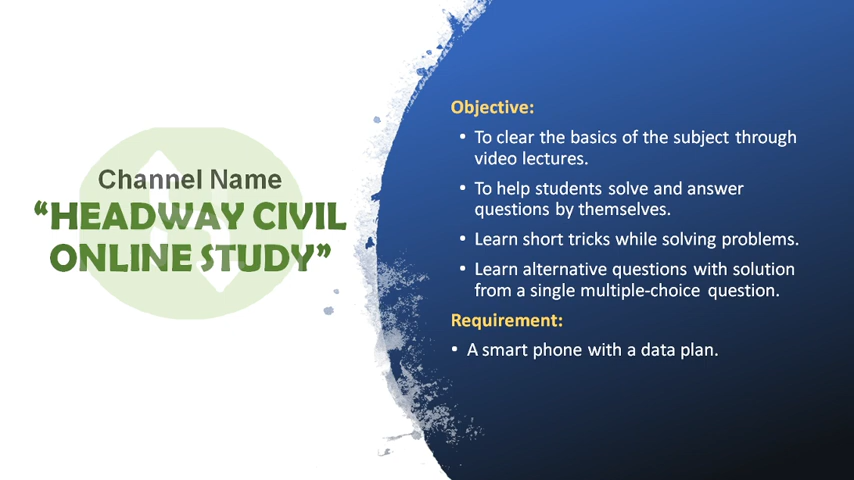 Channel Name
“HEADWAY CIVIL
ONLINE STUDY”
Objective:
• To clear the basics of the subject through
video lectures.
• To help students solve and answer
questions by themselves.
• Learn short tricks while solving problems.
• Learn alternative questions with solution
from a single multiple-choice question.
Requirement:
• A smart phone with a data plan.